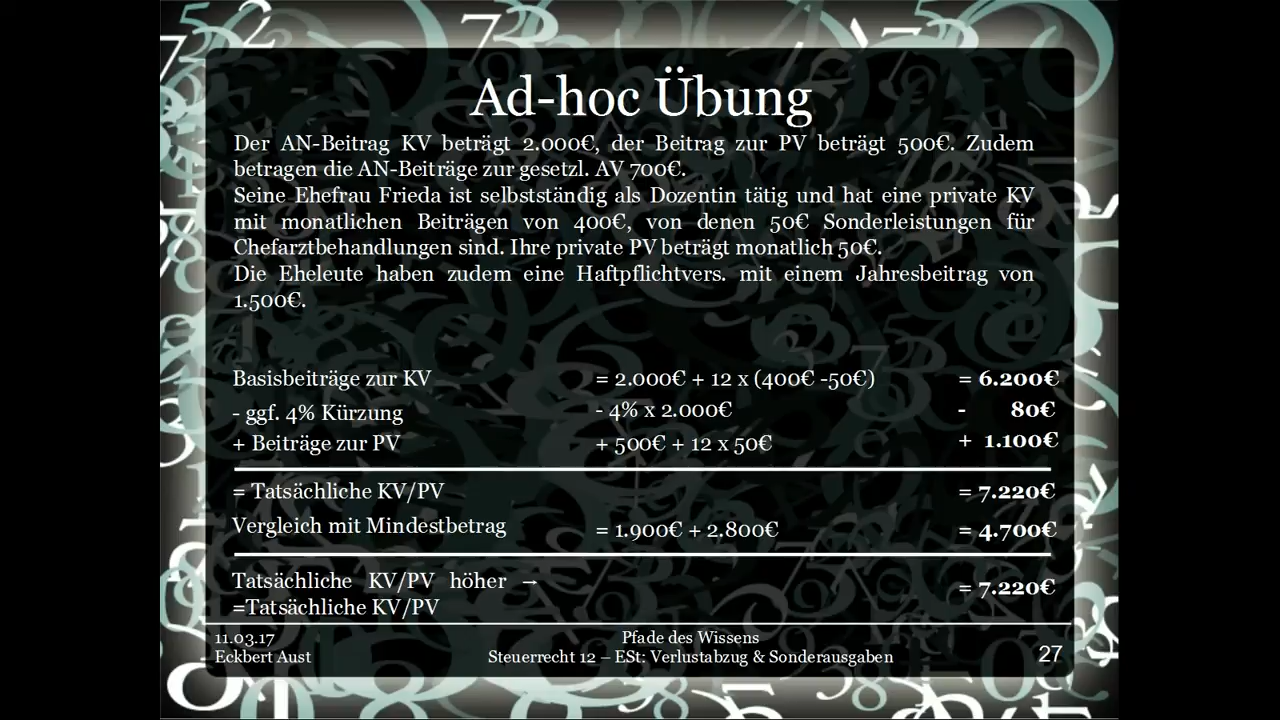 Ad-hoc Übung
Der AN-Beitrag KV beträgt 2.000€, der Beitrag zur PV beträgt 500€. Zudem
betragen die AN-Beiträge zur gesetzl. AV 700€.
Seine Ehefrau Frieda ist selbstständig als Dozentin tätig und hat eine private KV
mit monatlichen Beiträgen von 400€, von denen 50€ Sonderleistungen für
Chefarztbehandlungen sind. Ihre private PV beträgt monatlich 50€.
Die Eheleute haben zudem eine Haftpflichtvers. mit einem Jahresbeitrag von
1.500€.
Basisbeiträge zur KV = 2.000€ + 12 x (400€ -50€) = 6.200€
- ggf. 4% Kürzung - 4% x 2.000€ - 80€
+ Beiträge zur PV + 500€ + 12 x 50€ + 1.100€
= Tatsächliche KV/PV = 7.220€
Vergleich mit Mindestbetrag = 1.900€ + 2.800€ = 4.700€
Tatsächliche KV/PV höher → = 7.220€
=Tatsächliche KV/PV
11.03.17 Pfade des Wissens
Eckbert Aust Steuerrecht 12 – ESt: Verlustabzug & Sonderausgaben 27